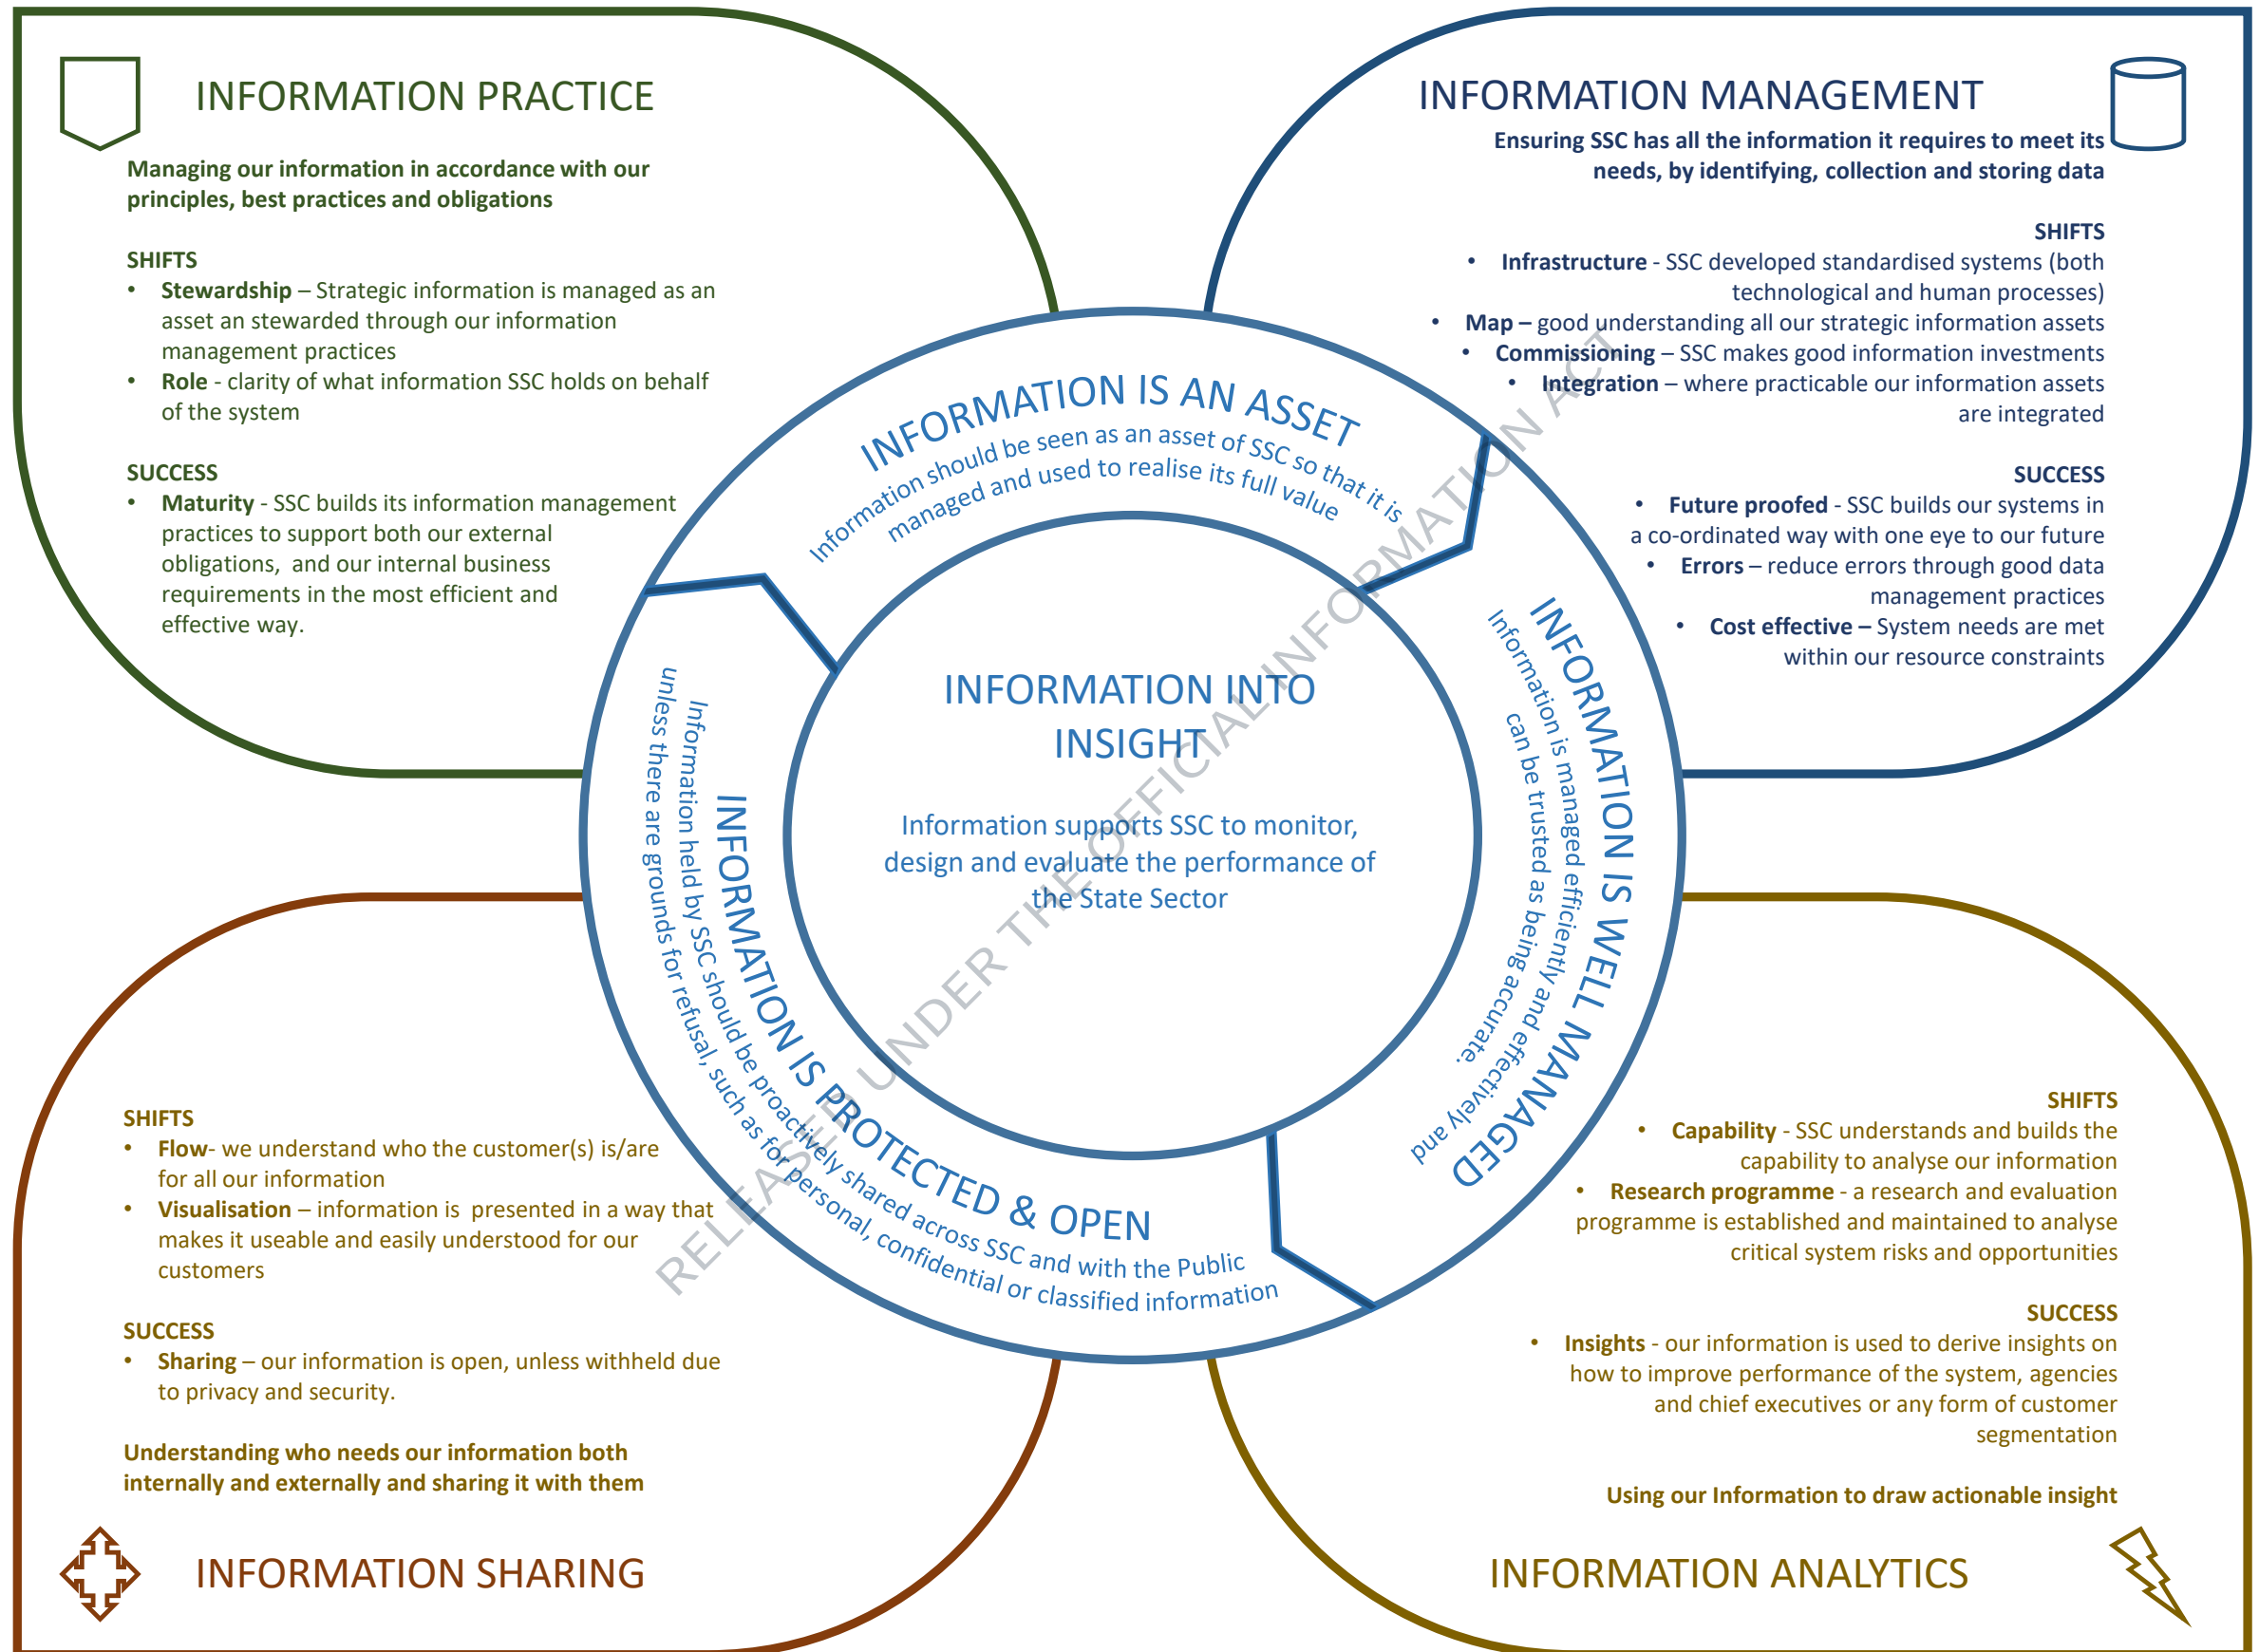 INFORMATION PRACTICE
Managing our information in accordance with our
principles, best practices and obligations
SHIFTS
• Stewardship – Strategic information is managed as an
asset an stewarded through our information
management practices
• Role - clarity of what information SSC holds on behalf
of the system
SUCCESS
• Maturity - SSC builds its information management
practices to support both our external
obligations, and our internal business
requirements in the most efficient and
effective way.
INFORMATION MANAGEMENT
Ensuring SSC has all the information it requires to meet its
needs, by identifying, collection and storing data
SHIFTS
• Infrastructure - SSC developed standardised systems (both
technological and human processes)
• Map – good understanding all our strategic information assets
• Commissioning – SSC makes good information investments
• Integration – where practicable our information assets
are integrated
SUCCESS
• Future proofed - SSC builds our systems in
a co-ordinated way with one eye to our future
• Errors – reduce errors through good data
management practices
• Cost effective – System needs are met
within our resource constraints
INFORMATION IS AN ASSET
Information should be seen as an asset of SSC so that it is
managed and used to realise its full value
INFORMATION IS WELL MANAGED
Information is managed efficiently and effectively and
can be trusted as being accurate.
INFORMATION IS PROTECTED & OPEN
Information held by SSC should be proactively shared across SSC and with the Public
unless there are grounds for refusal, such as for personal, confidential or classified information
INFORMATION INTO
INSIGHT
Information supports SSC to monitor,
design and evaluate the performance of
the State Sector
RELEASED UNDER THE OFFICIAL INFORMATION ACT
SHIFTS
• Flow- we understand who the customer(s) is/are
for all our information
• Visualisation – information is presented in a way that
makes it useable and easily understood for our
customers
SUCCESS
• Sharing – our information is open, unless withheld due
to privacy and security.
Understanding who needs our information both
internally and externally and sharing it with them
INFORMATION SHARING
SHIFTS
• Capability - SSC understands and builds the
capability to analyse our information
• Research programme - a research and evaluation
programme is established and maintained to analyse
critical system risks and opportunities
SUCCESS
• Insights - our information is used to derive insights on
how to improve performance of the system, agencies
and chief executives or any form of customer
segmentation
Using our Information to draw actionable insight
INFORMATION ANALYTICS